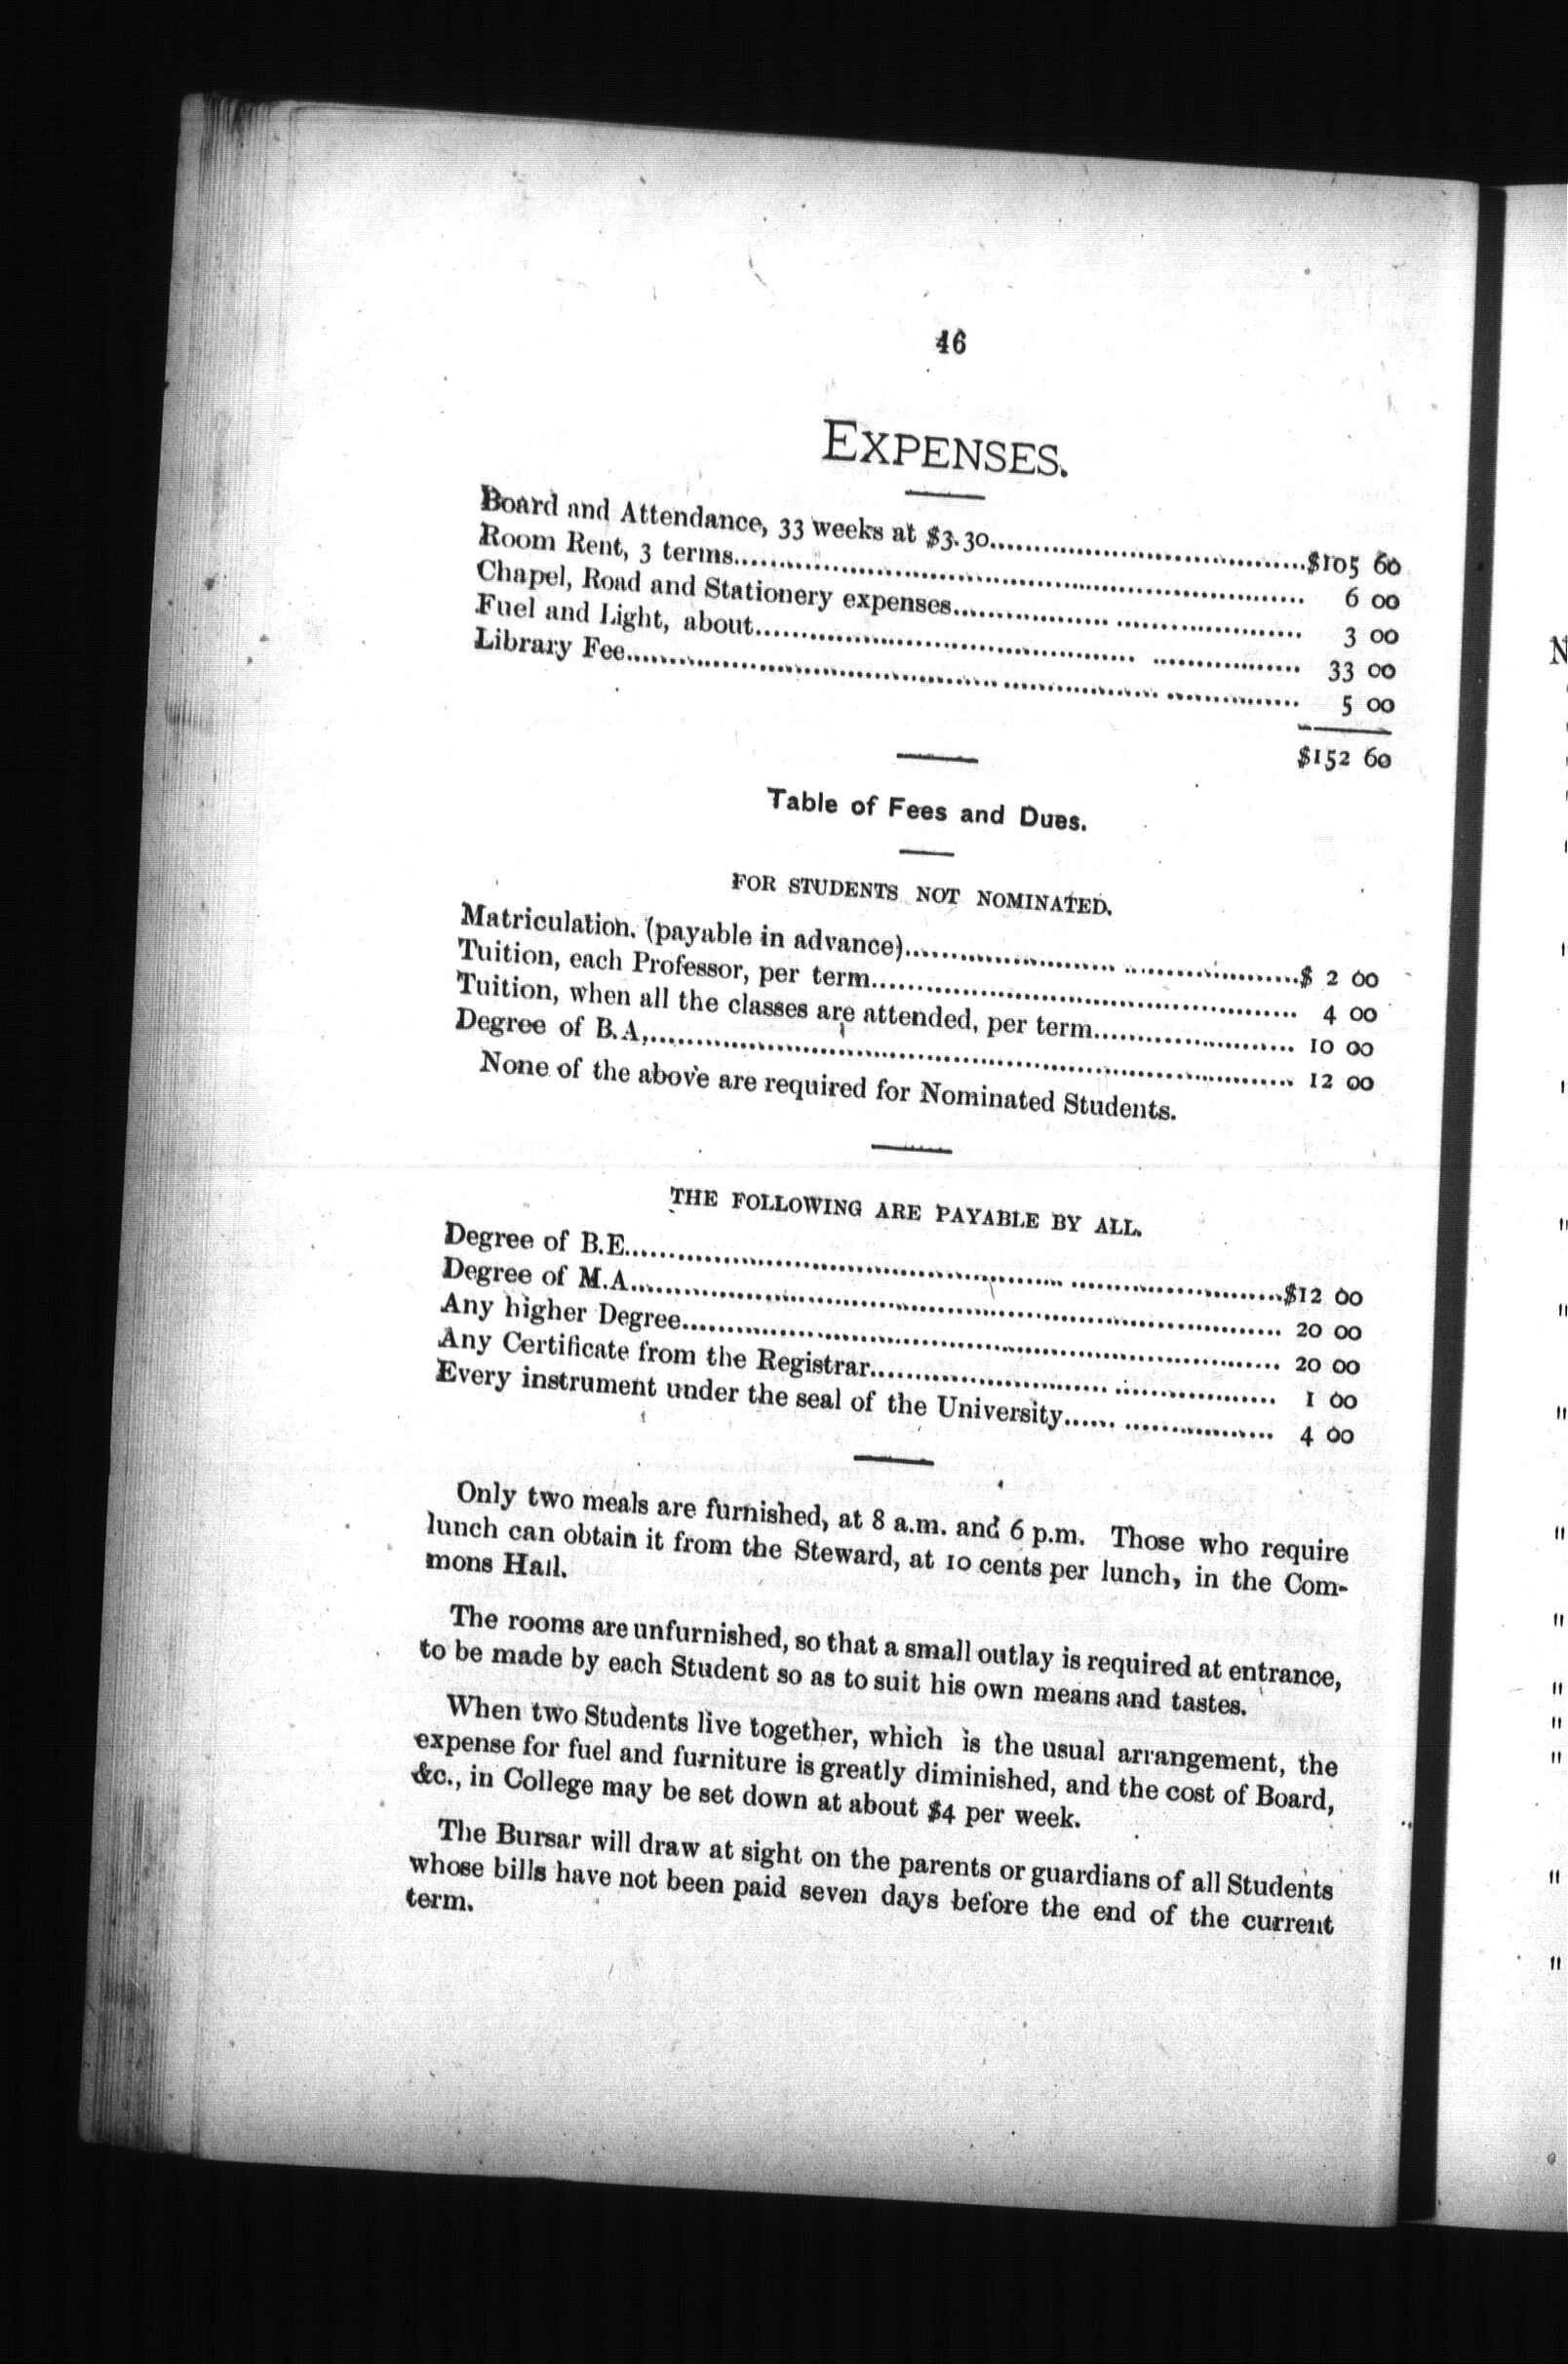 46
EXPENSES.
Board and Attendance, 33 weeks at $3.30..............................$105 60
Room Rent, 3 terms.............................. 6 00
Chapel, Road and Stationery expenses.............................. 3 00
Fuel and Light, about.............................. 33 00
Library Fee.............................. 5 00
$152 60
Table of Fees and Dues.
FOR STUDENTS NOT NOMINATED.
Matriculation. (payable in advance)..............................$ 2 00
Tuition, each Professor, per term.............................. 4 00
Tuition, when all the classes are attended, per term.............................. 10 00
Degree of B.A,.............................. 12 00
None of the above are required for Nominated Students.
THE FOLLOWING ARE PAYABLE BY ALL.
Degree of B.E..............................$12 00
Degree of M.A.............................. 20 00
Any higher Degree.............................. 20 00
Any Certificate from the Registrar.............................. 1 00
Every instrument under the seal of the University.............................. 4 00
Only two meals are furnished, at 8 a.m. and 6 p.m. Those who require
lunch can obtain it from the Steward, at 10 cents per lunch, in the Com-
mons Hall.
The rooms are unfurnished, so that a small outlay is required at entrance,
to be made by each Student so as to suit his own means and tastes.
When two Students live together, which is the usual arrangement, the
expense for fuel and furniture is greatly diminished, and the cost of Board,
&c., in College may be set down at about $4 per week.
The Bursar will draw at sight on the parents or guardians of all Students
whose bills have not been paid seven days before the end of the current
term.